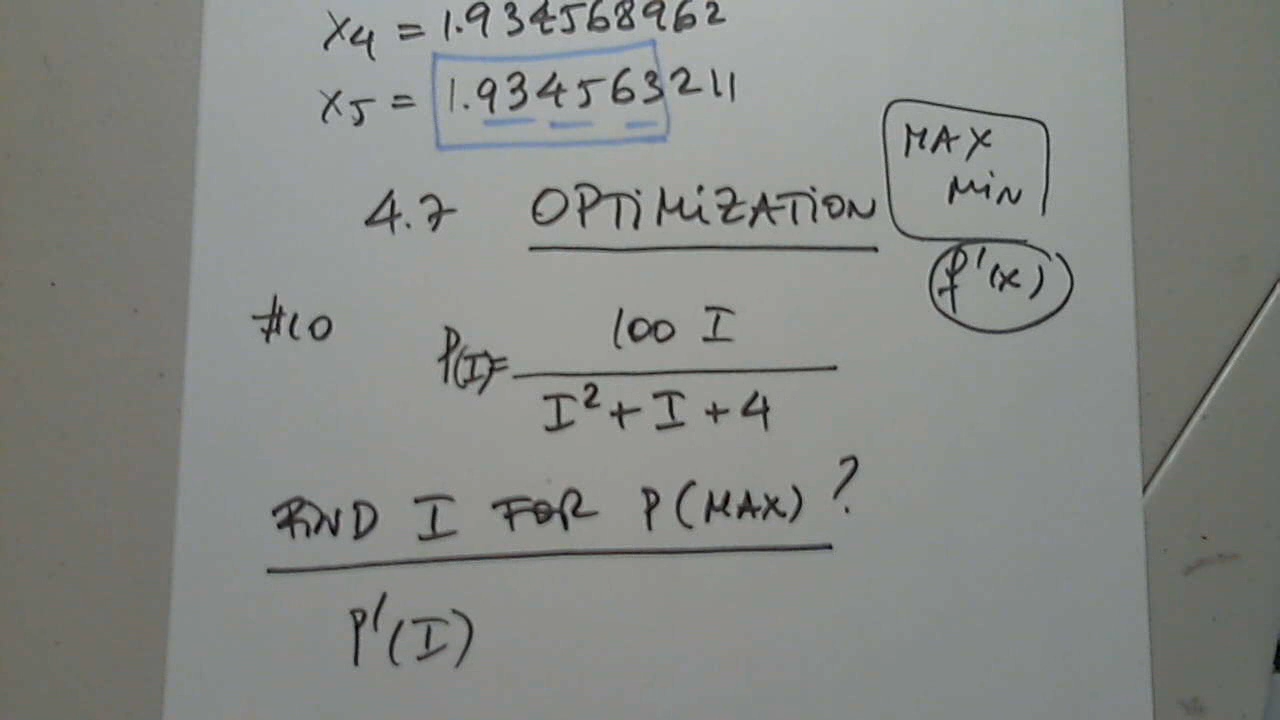 x4 = 1.934568962
x5 = 1.934563211
MAX
MIN
4.7 OPTIMIZATION
f'(x)
#10
P(I)= 100 I
I²+I+4
FIND I FOR P(MAX)?
P'(I)